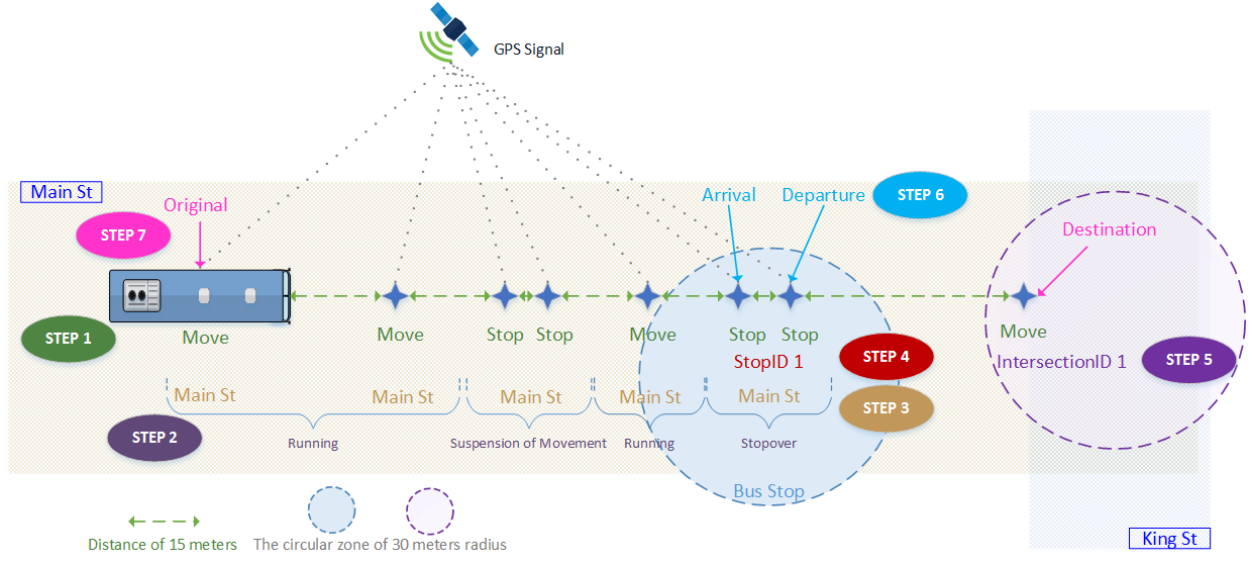 GPS Signal
Main St
Original
STEP 7
Arrival
Departure
STEP 6
Destination
STEP 1
Move
Move
Stop
Stop
Move
Stop
Stop
Move
StopID 1
STEP 4
IntersectionID 1
STEP 5
Main St
Main St
Main St
Main St
Main St
STEP 3
STEP 2
Running
Suspension of Movement
Running
Stopover
Bus Stop
Distance of 15 meters
The circular zone of 30 meters radius
King St